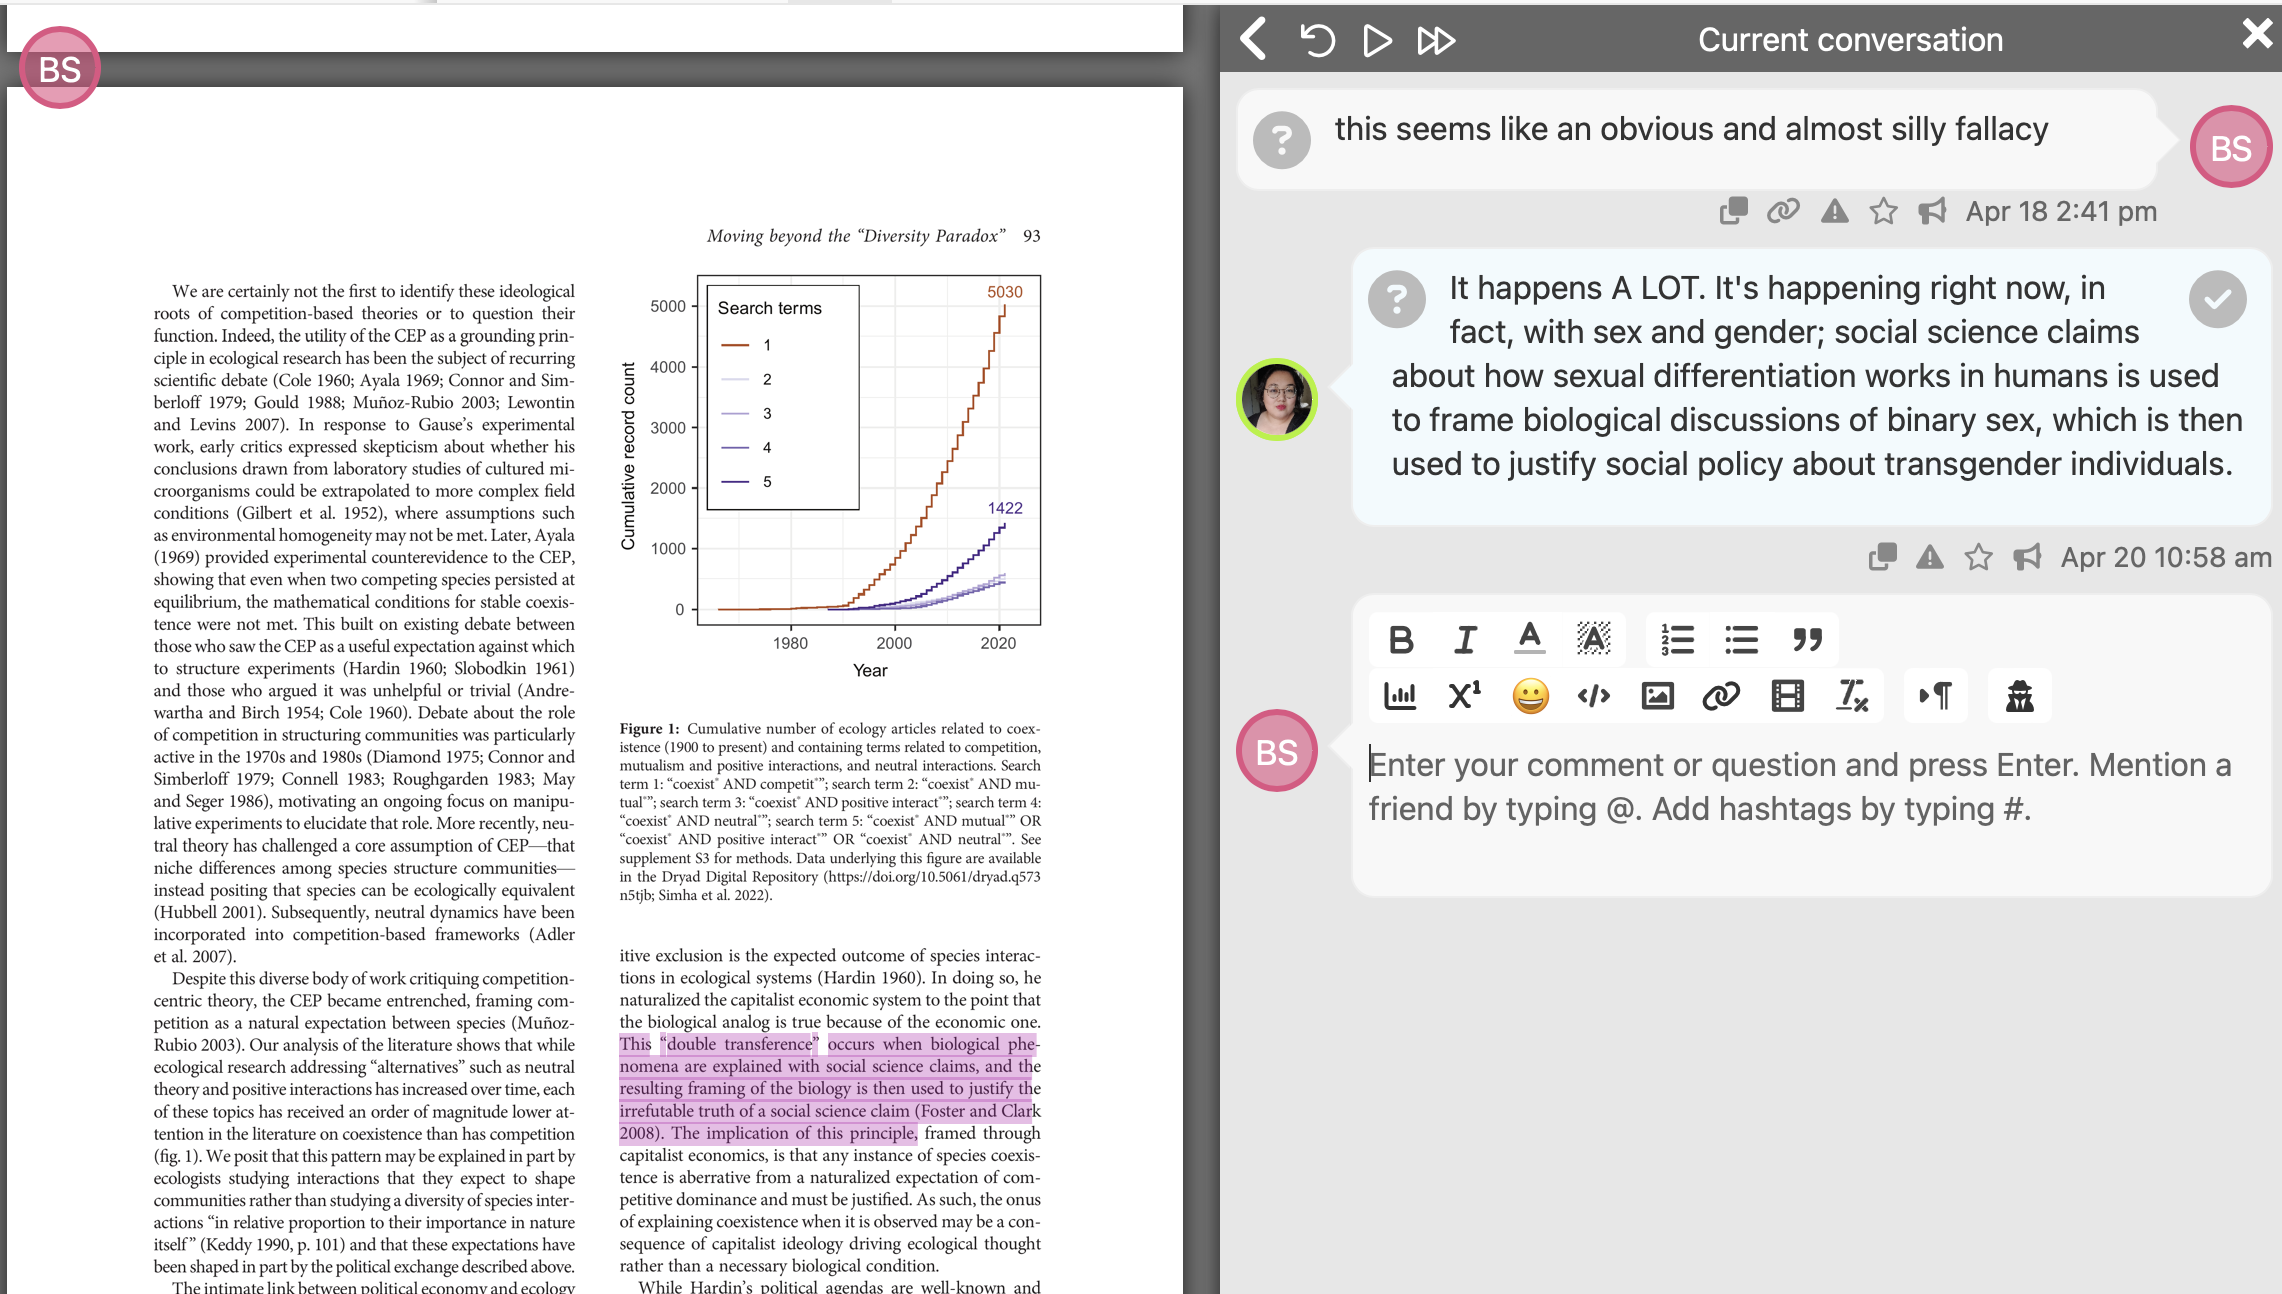 BS
Moving beyond the “Diversity Paradox” 93
We are certainly not the first to identify these ideological
roots of competition-based theories or to question their
function. Indeed, the utility of the CEP as a grounding prin-
ciple in ecological research has been the subject of recurring
scientific debate (Cole 1960; Ayala 1969; Connor and Sim-
berloff 1979; Gould 1988; Muñoz-Rubio 2003; Lewontin
and Levins 2007). In response to Gause’s experimental
work, early critics expressed skepticism about whether his
conclusions drawn from laboratory studies of cultured mi-
croorganisms could be extrapolated to more complex field
conditions (Gilbert et al. 1952), where assumptions such
as environmental homogeneity may not be met. Later, Ayala
(1969) provided experimental counterevidence to the CEP,
showing that even when two competing species persisted at
equilibrium, the mathematical conditions for stable coexis-
tence were not met. This built on existing debate between
those who saw the CEP as a useful expectation against which
to structure experiments (Hardin 1960; Slobodkin 1961)
and those who argued it was unhelpful or trivial (Andre-
wartha and Birch 1954; Cole 1960). Debate about the role
of competition in structuring communities was particularly
active in the 1970s and 1980s (Diamond 1975; Connor and
Simberloff 1979; Connell 1983; Roughgarden 1983; May
and Seger 1986), motivating an ongoing focus on manipu-
lative experiments to elucidate that role. More recently, neu-
tral theory has challenged a core assumption of CEP—that
niche differences among species structure communities—
instead positing that species can be ecologically equivalent
(Hubbell 2001). Subsequently, neutral dynamics have been
incorporated into competition-based frameworks (Adler
et al. 2007).
Despite this diverse body of work critiquing competition-
centric theory, the CEP became entrenched, framing com-
petition as a natural expectation between species (Muñoz-
Rubio 2003). Our analysis of the literature shows that while
ecological research addressing “alternatives” such as neutral
theory and positive interactions has increased over time, each
of these topics has received an order of magnitude lower at-
tention in the literature on coexistence than has competition
(fig. 1). We posit that this pattern may be explained in part by
ecologists studying interactions that they expect to shape
communities rather than studying a diversity of species inter-
actions “in relative proportion to their importance in nature
itself” (Keddy 1990, p. 101) and that these expectations have
been shaped in part by the political exchange described above.
The intimate link between political economy and ecology
Cumulative record count
5000
4000
3000
2000
1000
0
Search terms
1
2
3
4
5
5030
1422
1980 2000 2020
Year
Figure 1: Cumulative number of ecology articles related to coex-
istence (1900 to present) and containing terms related to competition,
mutualism and positive interactions, and neutral interactions. Search
term 1: “coexist* AND competit*”; search term 2: “coexist* AND mu-
tual*”; search term 3: “coexist* AND positive interact*”; search term 4:
“coexist* AND neutral*”; search term 5: “coexist* AND mutual*” OR
“coexist* AND positive interact*” OR “coexist* AND neutral*”. See
supplement S3 for methods. Data underlying this figure are available
in the Dryad Digital Repository (https://doi.org/10.5061/dryad.q573
n5tjb; Simha et al. 2022).
itive exclusion is the expected outcome of species interac-
tions in ecological systems (Hardin 1960). In doing so, he
naturalized the capitalist economic system to the point that
the biological analog is true because of the economic one.
This “double transference” occurs when biological phe-
nomena are explained with social science claims, and the
resulting framing of the biology is then used to justify the
irrefutable truth of a social science claim (Foster and Clark
2008). The implication of this principle, framed through
capitalist economics, is that any instance of species coexis-
tence is aberrative from a naturalized expectation of com-
petitive dominance and must be justified. As such, the onus
of explaining coexistence when it is observed may be a con-
sequence of capitalist ideology driving ecological thought
rather than a necessary biological condition.
While Hardin’s political agendas are well-known and
Current conversation
this seems like an obvious and almost silly fallacy
BS
Apr 18 2:41 pm
It happens A LOT. It's happening right now, in
fact, with sex and gender; social science claims
about how sexual differentiation works in humans is used
to frame biological discussions of binary sex, which is then
used to justify social policy about transgender individuals.
Apr 20 10:58 am
BS
Enter your comment or question and press Enter. Mention a
friend by typing @. Add hashtags by typing #.